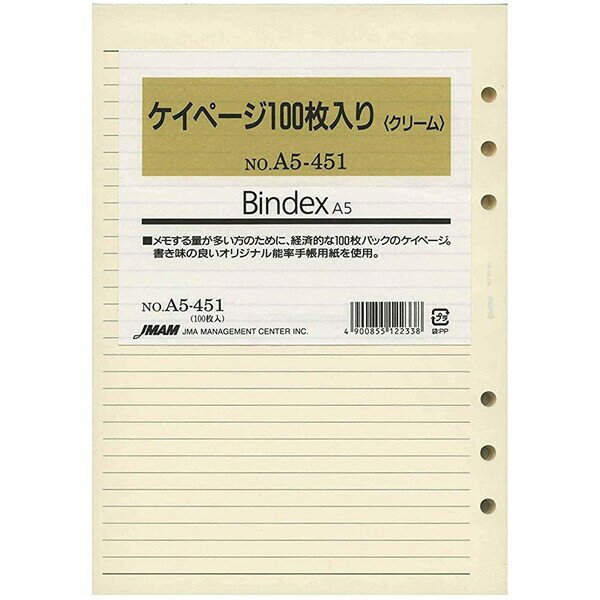 ケイページ100枚入り〈クリーム〉
NO.A5-451
Bindex A5
■メモする量が多い方のために、経済的な100枚パックのケイページ。
書き味の良いオリジナル能率手帳用紙を使用。
NO.A5-451
(100枚入)
JMAM JMA MANAGEMENT CENTER INC.
4 900855 122338
プラ
袋:PP